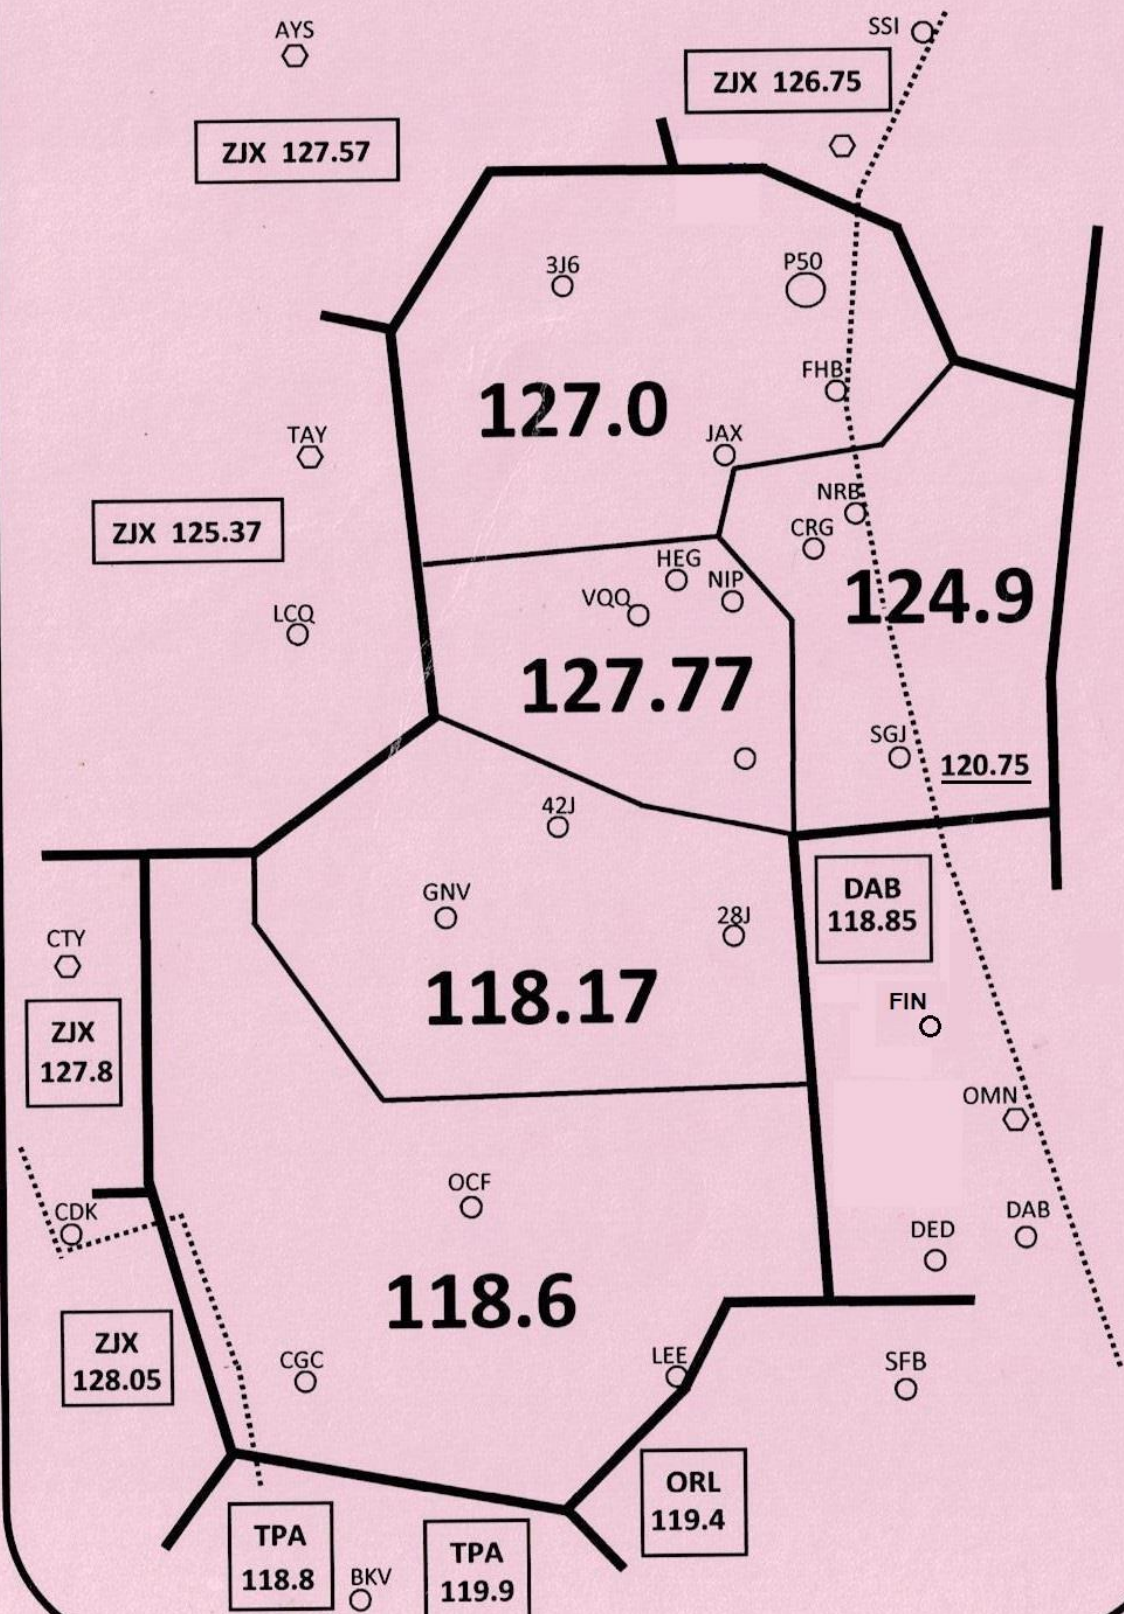 AYS
SSI
ZJX 126.75
ZJX 127.57
3J6
P50
FHB
127.0
JAX
TAY
NRB
ZJX 125.37
CRG
HEG
NIP
VQQ
124.9
LCQ
127.77
SGJ
120.75
42J
GNV
DAB
118.85
28J
CTY
118.17
FIN
ZJX
127.8
OMN
OCF
CDK
DAB
DED
118.6
ZJX
128.05
CGC
LEE
SFB
ORL
119.4
TPA
118.8
TPA
119.9
BKV